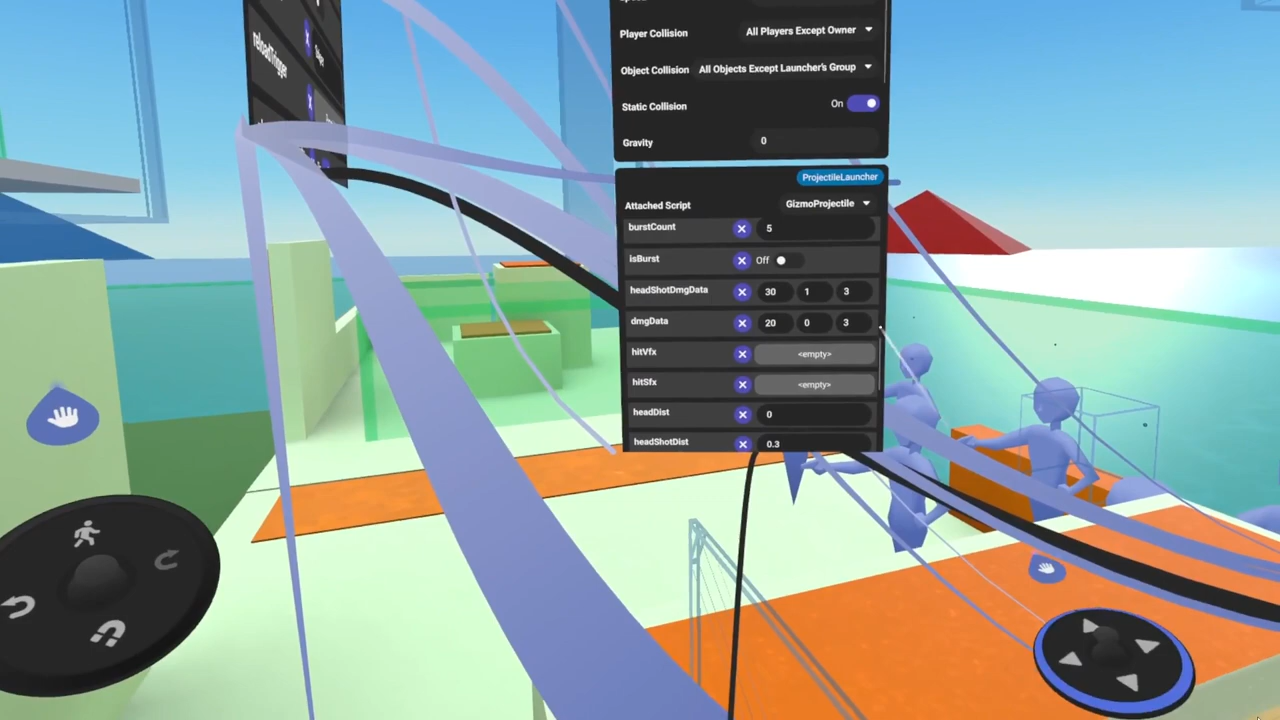 reloadTrigger
Player Collision All Players Except Owner
Object Collision All Objects Except Launcher's Group
Static Collision On
Gravity 0
ProjectileLauncher
Attached Script GizmoProjectile
burstCount 5
isBurst Off
headShotDmgData 30 1 3
dmgData 20 0 3
hitVfx <empty>
hitSfx <empty>
headDist 0
headShotDist 0.3